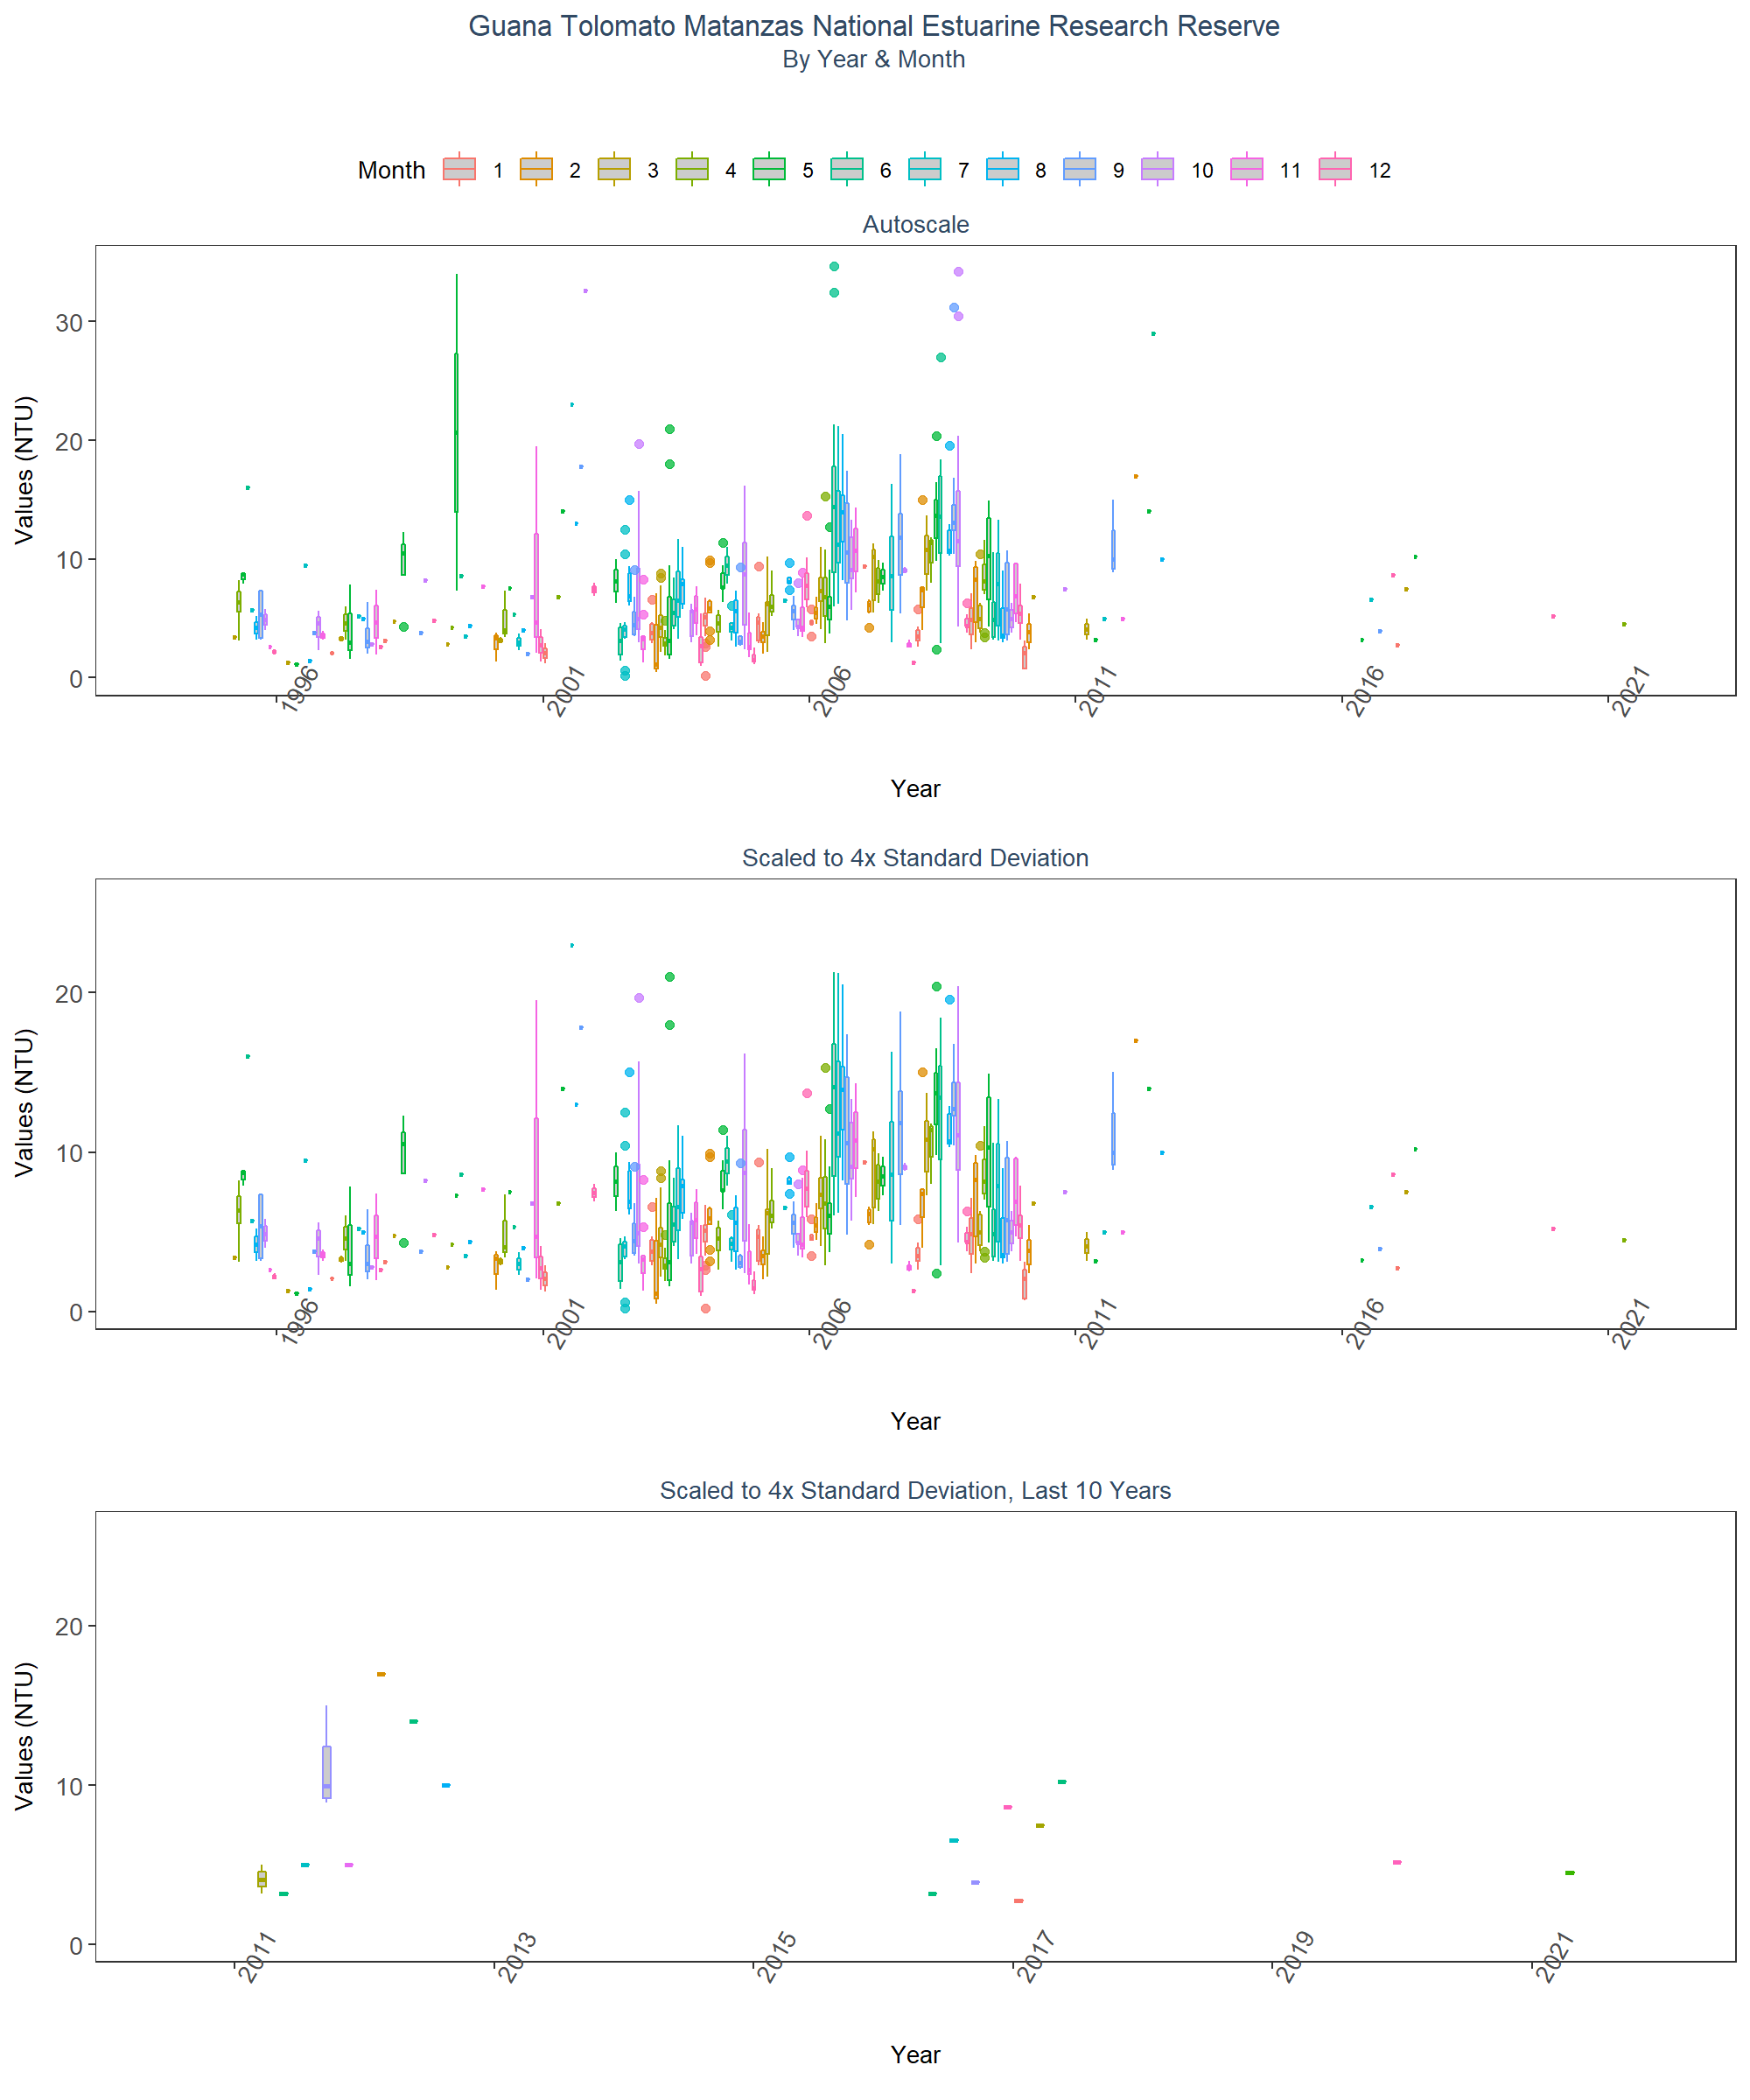 Guana Tolomato Matanzas National Estuarine Research Reserve
By Year & Month
Month 1 2 3 4 5 6 7 8 9 10 11 12
Autoscale
Values (NTU)
30
20
10
0
1996 2001 2006 2011 2016 2021
Year
Scaled to 4x Standard Deviation
Values (NTU)
20
10
0
1996 2001 2006 2011 2016 2021
Year
Scaled to 4x Standard Deviation, Last 10 Years
Values (NTU)
20
10
0
2011 2013 2015 2017 2019 2021
Year